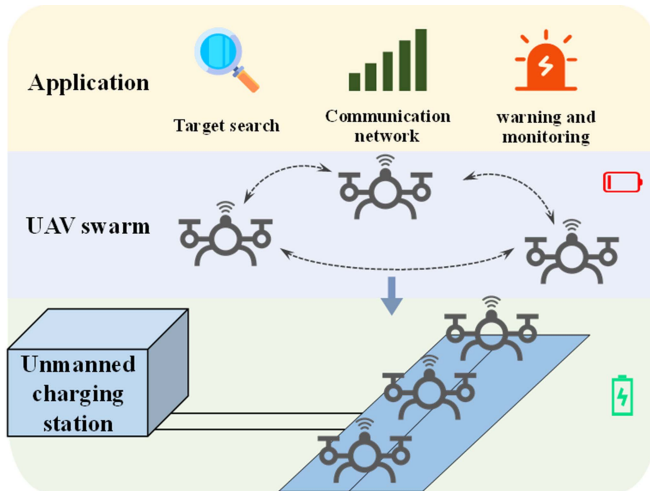 Application
Target search
Communication
network
warning and
monitoring
UAV swarm
Unmanned
charging
station